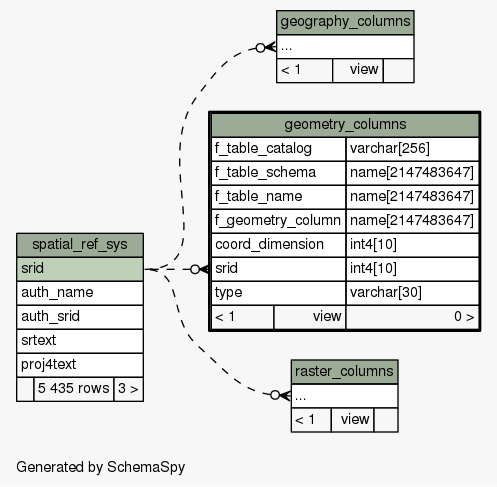 geography_columns
...
< 1 view
geometry_columns
f_table_catalog varchar[256]
f_table_schema name[2147483647]
f_table_name name[2147483647]
f_geometry_column name[2147483647]
coord_dimension int4[10]
srid int4[10]
type varchar[30]
< 1 view 0 >
spatial_ref_sys
srid
auth_name
auth_srid
srtext
proj4text
5 435 rows 3 >
raster_columns
...
< 1 view
Generated by SchemaSpy